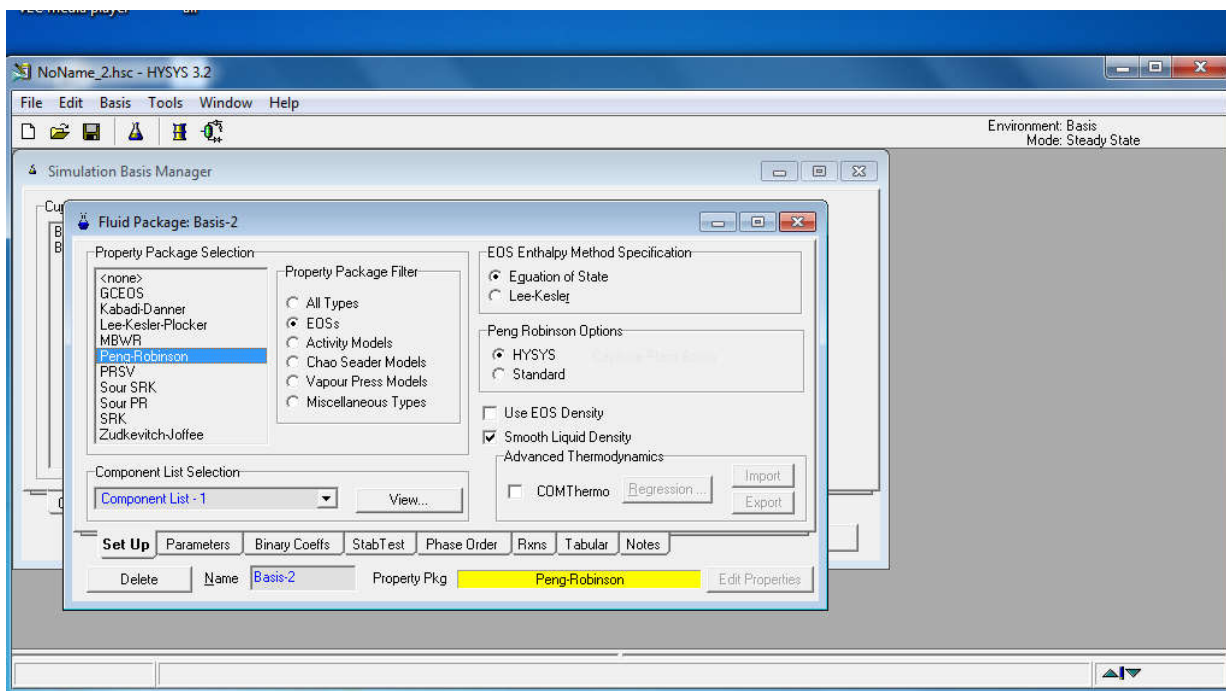 VLC media player
NoName_2.hsc - HYSYS 3.2
File Edit Basis Tools Window Help
Environment: Basis
Mode: Steady State
Simulation Basis Manager
Cu
B
B
Fluid Package: Basis-2
Property Package Selection
<none>
GCEOS
Kabadi-Danner
Lee-Kesler-Plocker
MBWR
Peng-Robinson
PRSV
Sour SRK
Sour PR
SRK
Zudkevitch-Joffee
Property Package Filter
All Types
EOSs
Activity Models
Chao Seader Models
Vapour Press Models
Miscellaneous Types
EOS Enthalpy Method Specification
Equation of State
Lee-Kesler
Peng Robinson Options
HYSYS
Standard
Use EOS Density
Smooth Liquid Density
Advanced Thermodynamics
COMThermo Regression ...
Import
Export
Component List Selection
Component List - 1 View...
Set Up Parameters Binary Coeffs StabTest Phase Order Rxns Tabular Notes
Delete Name Basis-2 Property Pkg Peng-Robinson Edit Properties